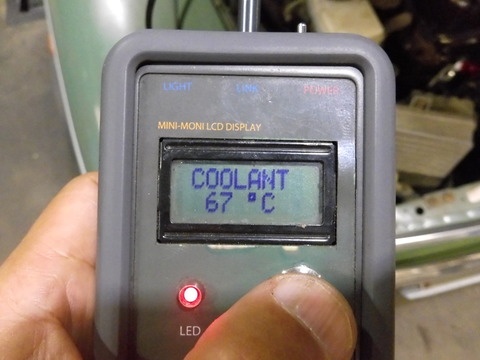 LIGHT LINK POWER
MINI-MONI LCD DISPLAY
COOLANT
67 °C
LED